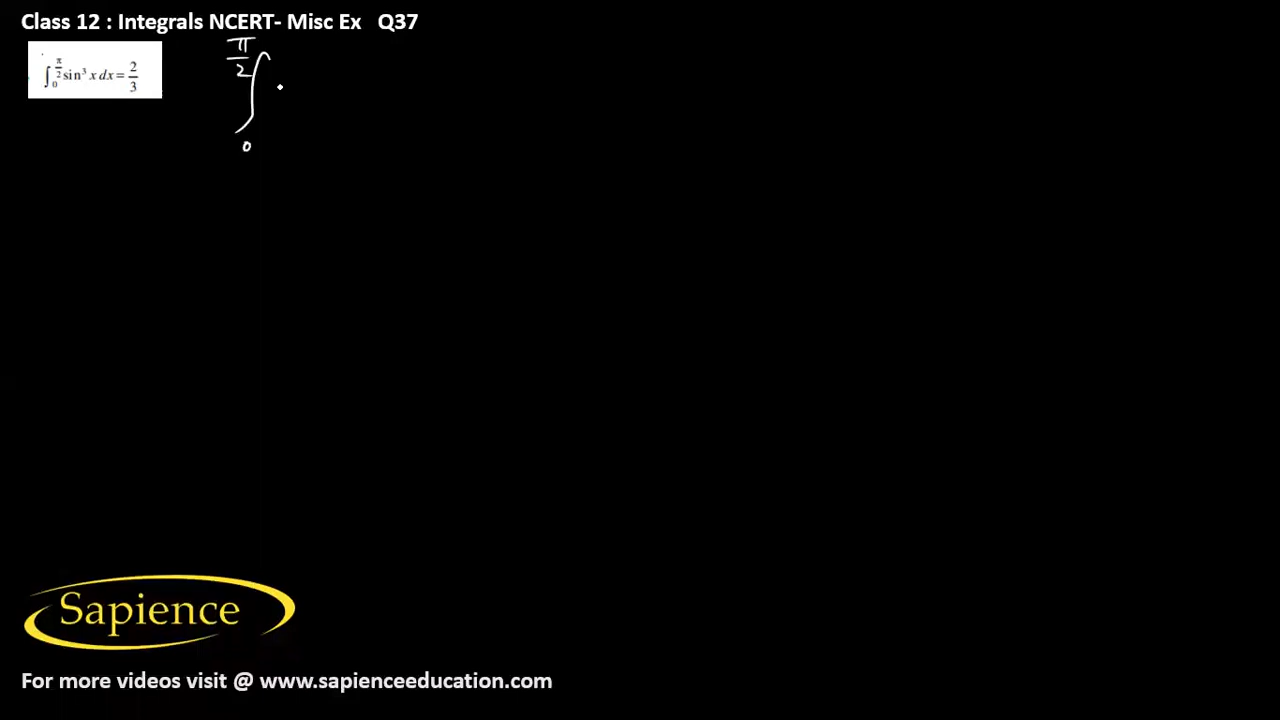 Class 12 : Integrals NCERT- Misc Ex Q37
∫₀^(π/2) sin³ x dx = 2/3
π/2 ∫ 0
Sapience
For more videos visit @ www.sapienceeducation.com